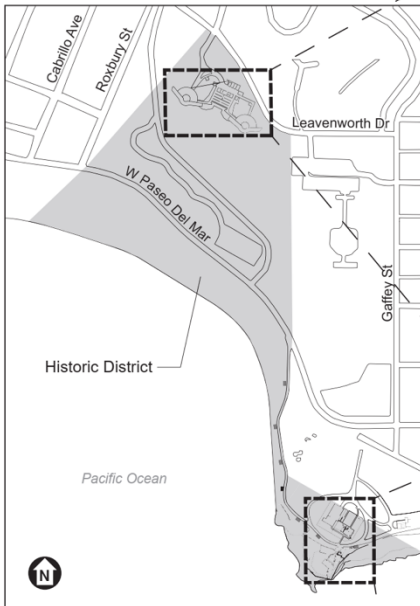 Cabrillo Ave
Roxbury St
Leavenworth Dr
W Paseo Del Mar
Gaffey St
Historic District
Pacific Ocean
N